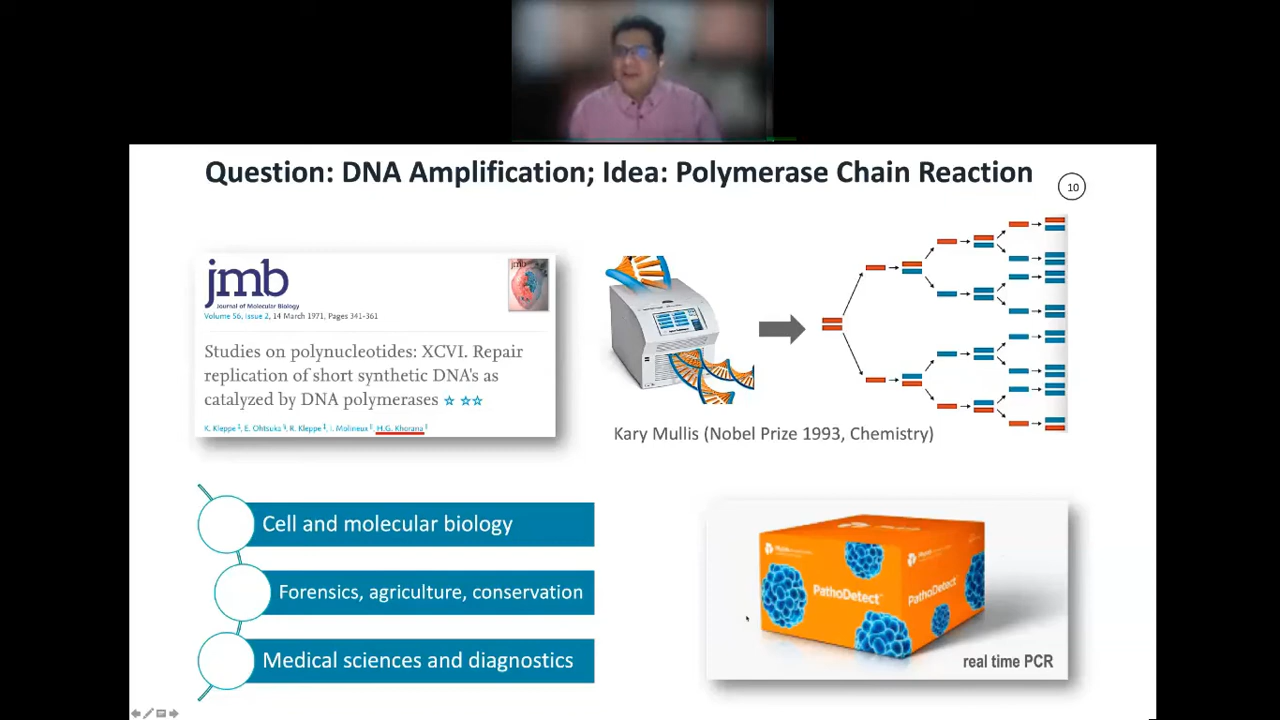 Question: DNA Amplification; Idea: Polymerase Chain Reaction
10
jmb
Journal of Molecular Biology
Volume 56, Issue 2, 14 March 1971, Pages 341-361
Studies on polynucleotides: XCVI. Repair
replication of short synthetic DNA's as
catalyzed by DNA polymerases ☆ ☆☆
K. Kleppe, E. Ohtsuka, R. Kleppe, I. Molineux, H.G. Khorana
Kary Mullis (Nobel Prize 1993, Chemistry)
Cell and molecular biology
Forensics, agriculture, conservation
Medical sciences and diagnostics
PathoDetect™
PathoDetect
real time PCR